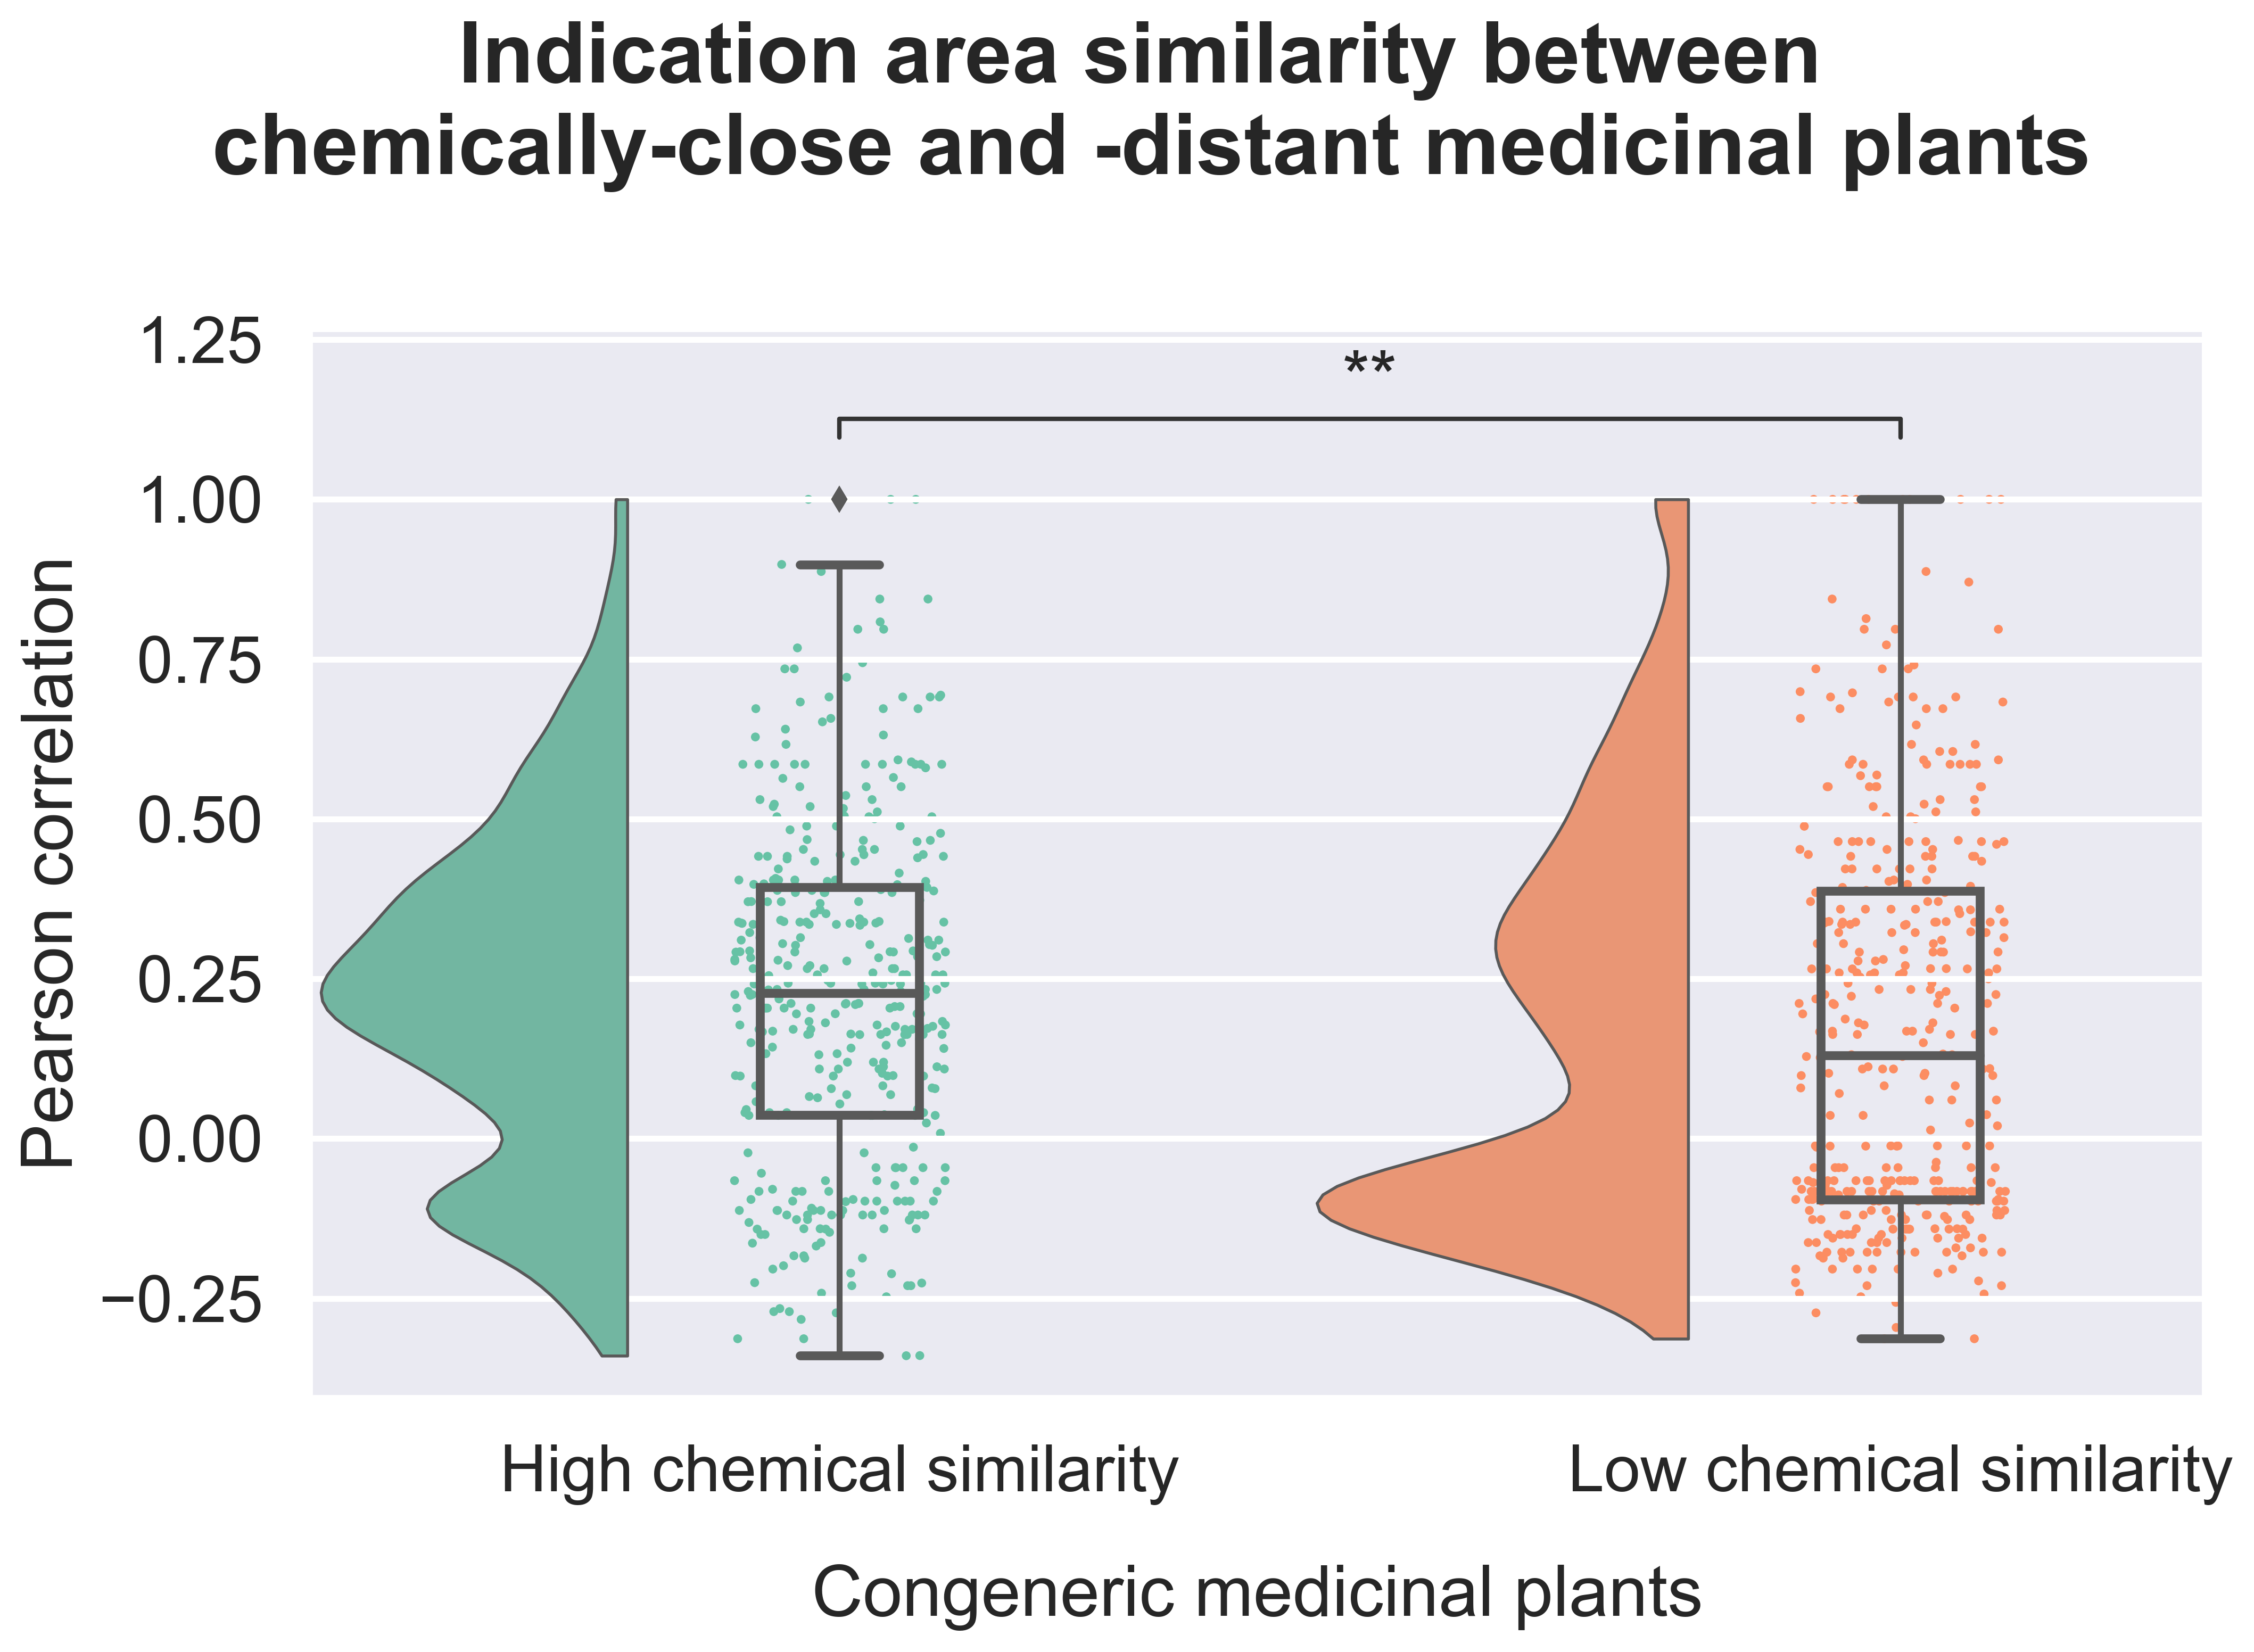 Indication area similarity between
chemically-close and -distant medicinal plants
1.25
**
1.00
0.75
0.50
0.25
0.00
−0.25
Pearson correlation
High chemical similarity
Low chemical similarity
Congeneric medicinal plants